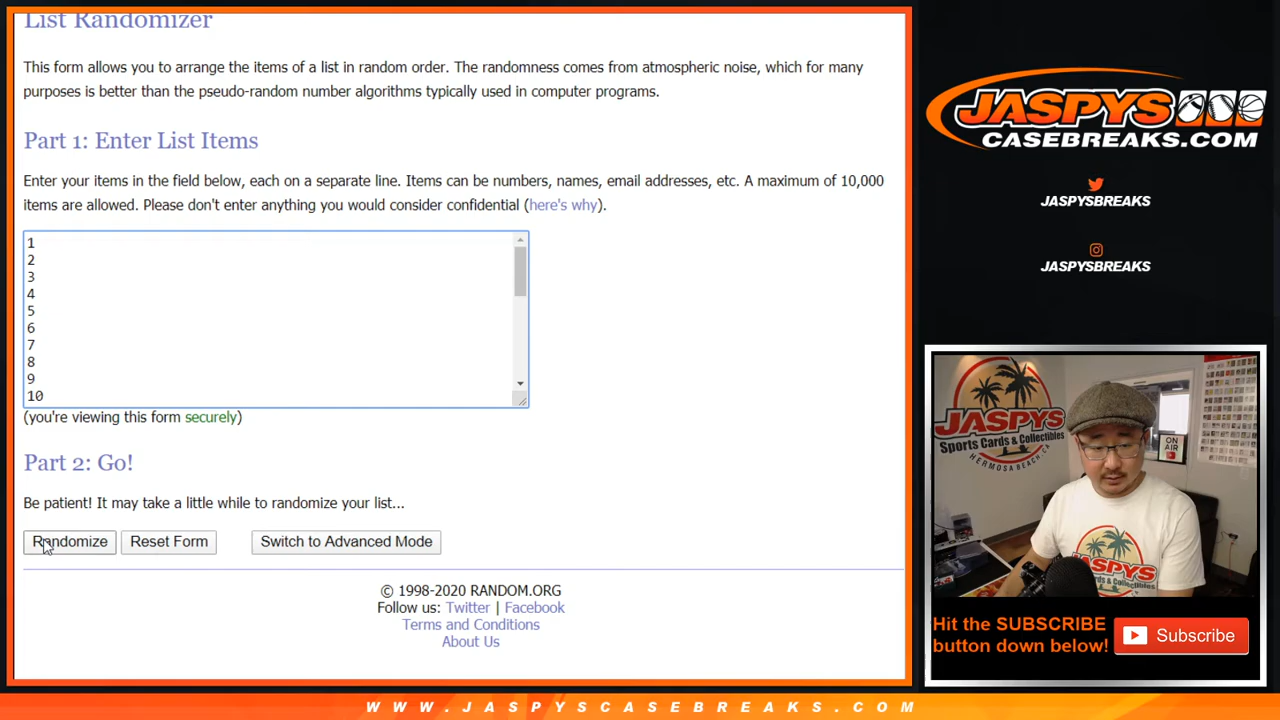 List Randomizer
This form allows you to arrange the items of a list in random order. The randomness comes from atmospheric noise, which for many
purposes is better than the pseudo-random number algorithms typically used in computer programs.
Part 1: Enter List Items
Enter your items in the field below, each on a separate line. Items can be numbers, names, email addresses, etc. A maximum of 10,000
items are allowed. Please don't enter anything you would consider confidential (here's why).
1
2
3
4
5
6
7
8
9
10
(you're viewing this form securely)
Part 2: Go!
Be patient! It may take a little while to randomize your list...
Randomize Reset Form Switch to Advanced Mode
© 1998-2020 RANDOM.ORG
Follow us: Twitter | Facebook
Terms and Conditions
About Us
JASPYS
CASEBREAKS.COM
JASPYSBREAKS
JASPYSBREAKS
JASPYS
Sports Cards & Collectibles
HERMOSA BEACH, CA
ON
AIR
JASPYS
Hit the SUBSCRIBE
button down below!
Subscribe
WWW.JASPYSCASEBREAKS.COM